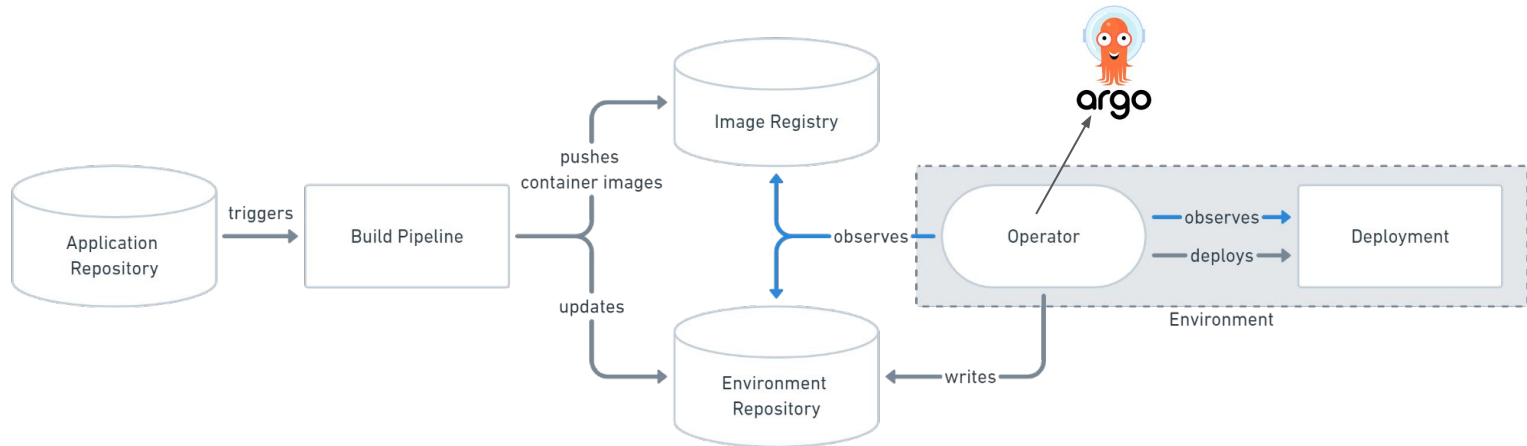 argo
Image Registry
pushes
container images
triggers
Application
Repository
Build Pipeline
observes
Operator
observes
deploys
Deployment
updates
Environment
Environment
Repository
writes